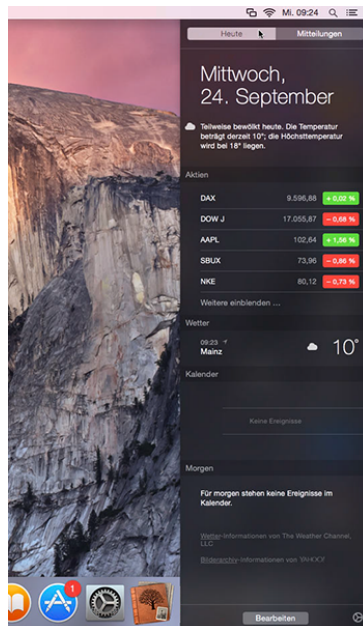 Mi. 09:24
Heute Mitteilungen
Mittwoch,
24. September
Teilweise bewölkt heute. Die Temperatur
beträgt derzeit 10°; die Höchsttemperatur
wird bei 18° liegen.
Aktien
DAX 9.596,88 + 0,02 %
DOW J 17.055,87 − 0,68 %
AAPL 102,64 + 1,56 %
SBUX 73,96 − 0,86 %
NKE 80,12 − 0,73 %
Weitere einblenden ...
Wetter
09:23
Mainz 10°
Kalender
Keine Ereignisse
Morgen
Für morgen stehen keine Ereignisse im
Kalender.
Wetter-Informationen von The Weather Channel,
LLC
Bildarchiv-Informationen von YAHOO!
1
Bearbeiten